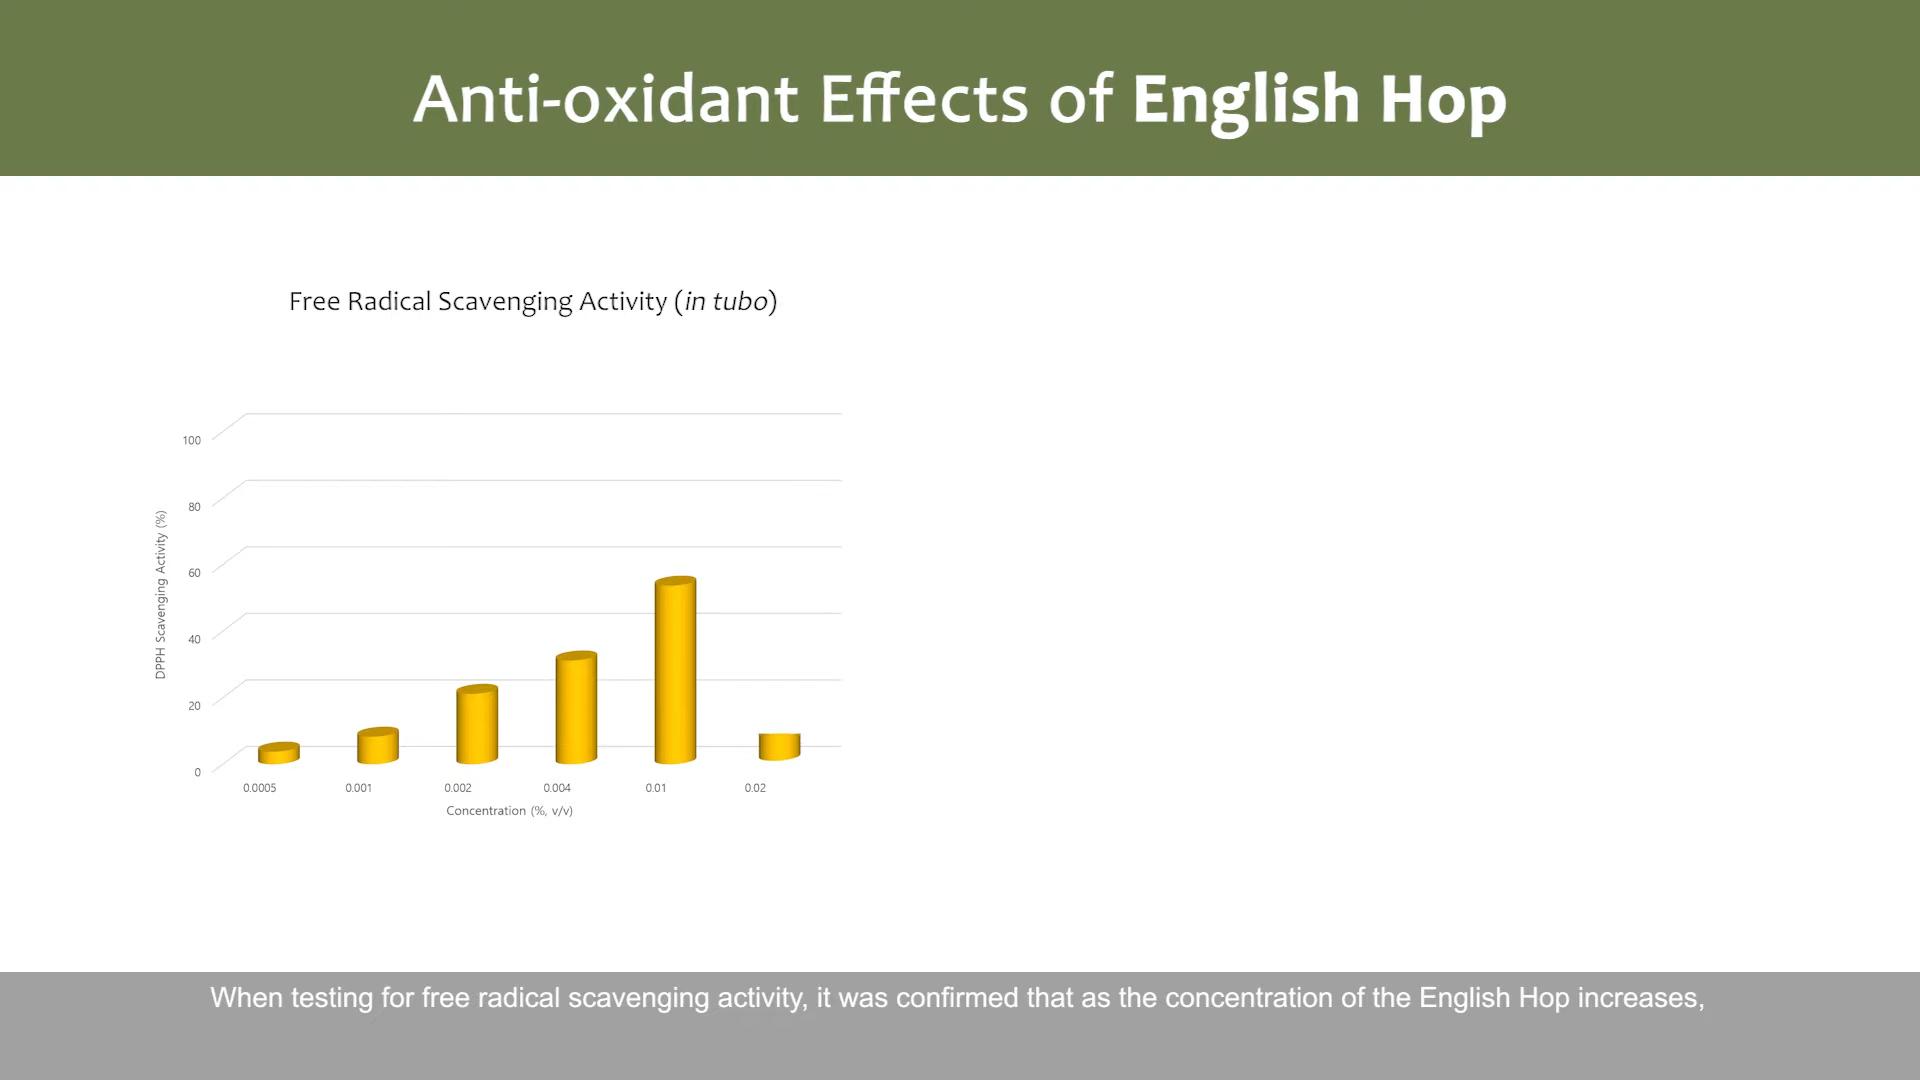 Anti-oxidant Effects of English Hop
Free Radical Scavenging Activity (in tubo)
100
80
60
40
20
0
DPPH Scavenging Activity (%)
0.0005 0.001 0.002 0.004 0.01 0.02
Concentration (%, v/v)
When testing for free radical scavenging activity, it was confirmed that as the concentration of the English Hop increases,